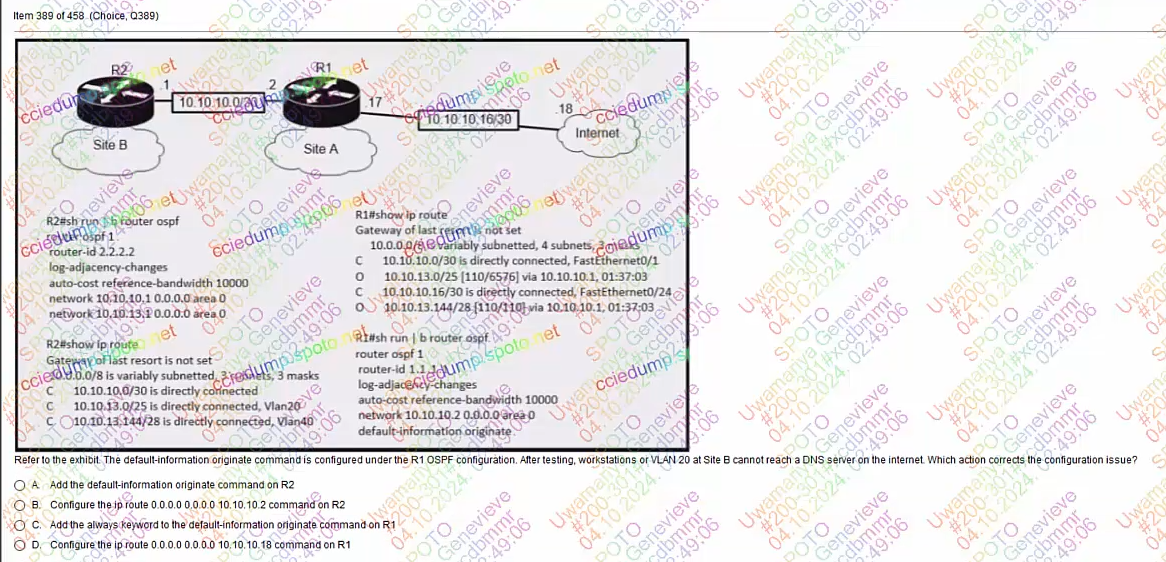 Item 389 of 458 (Choice, Q389)
R2
R1
.1
.2
10.10.10.0/30
.17
10.10.10.16/30
.18
Internet
Site B
Site A
R2#sh run | b router ospf
router ospf 1
router-id 2.2.2.2
log-adjacency-changes
auto-cost reference-bandwidth 10000
network 10.10.10.1 0.0.0.0 area 0
network 10.10.13.1 0.0.0.0 area 0
R2#show ip route
Gateway of last resort is not set
10.0.0.0/8 is variably subnetted, 3 subnets, 3 masks
C 10.10.10.0/30 is directly connected
C 10.10.13.0/25 is directly connected, Vlan20
C 10.10.13.144/28 is directly connected, Vlan40
R1#show ip route
Gateway of last resort is not set
10.0.0.0/8 is variably subnetted, 4 subnets, 3 masks
C 10.10.10.0/30 is directly connected, FastEthernet0/1
O 10.10.13.0/25 [110/6576] via 10.10.10.1, 01:37:03
C 10.10.10.16/30 is directly connected, FastEthernet0/24
O 10.10.13.144/28 [110/110] via 10.10.10.1, 01:37:03
R1#sh run | b router ospf
router ospf 1
router-id 1.1.1.1
log-adjacency-changes
auto-cost reference-bandwidth 10000
network 10.10.10.2 0.0.0.0 area 0
default-information originate
Refer to the exhibit. The default-information originate command is configured under the R1 OSPF configuration. After testing, workstations or VLAN 20 at Site B cannot reach a DNS server on the internet. Which action corrects the configuration issue?
A. Add the default-information originate command on R2
B. Configure the ip route 0.0.0.0 0.0.0.0 10.10.10.2 command on R2
C. Add the always keyword to the default-information originate command on R1
D. Configure the ip route 0.0.0.0 0.0.0.0 10.10.10.18 command on R1